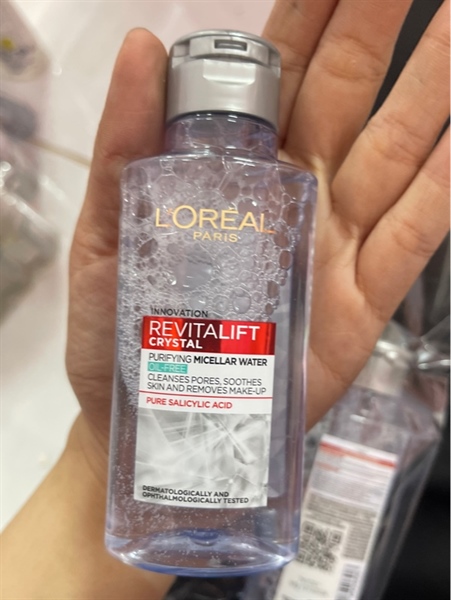 L'ORÉAL
PARIS
INNOVATION
REVITALIFT
CRYSTAL
PURIFYING MICELLAR WATER
OIL-FREE
CLEANSES PORES, SOOTHES
SKIN AND REMOVES MAKE-UP
PURE SALICYLIC ACID
DERMATOLOGICALLY AND
OPHTHALMOLOGICALLY TESTED